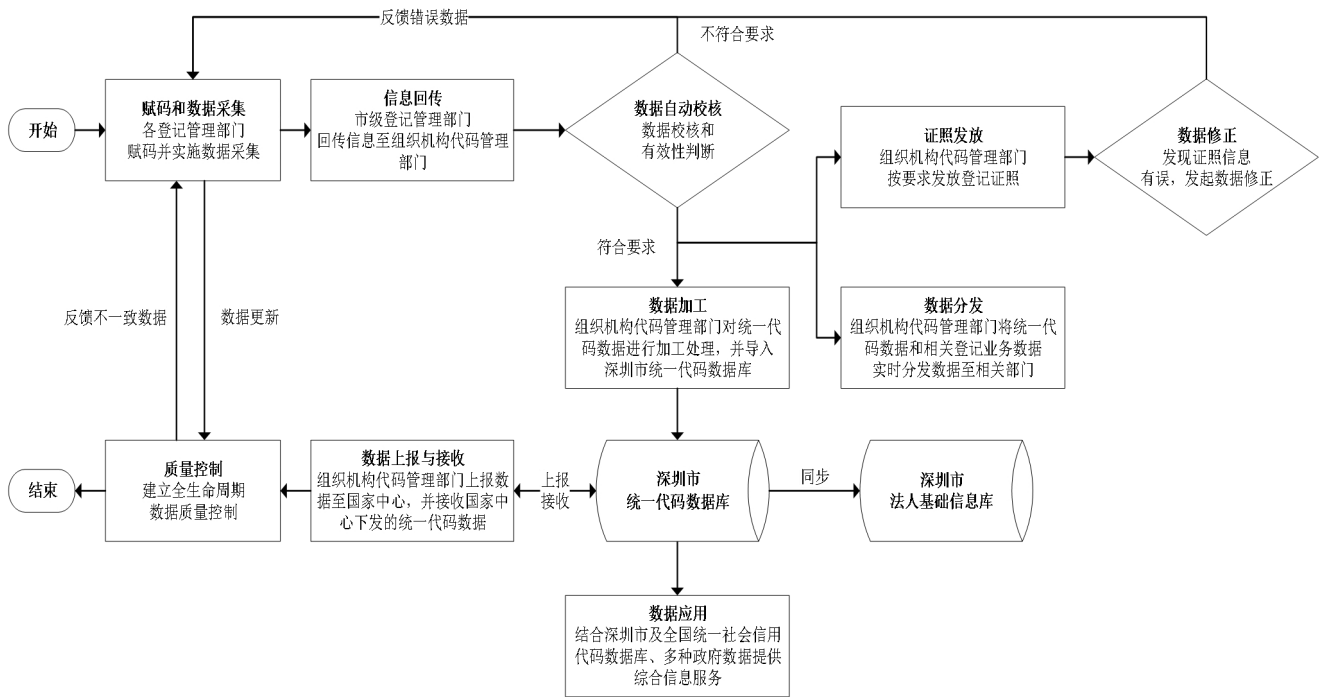 反馈错误数据
不符合要求
开始
赋码和数据采集
各登记管理部门
赋码并实施数据采集
信息回传
市级登记管理部门
回传信息至组织机构代码管理
部门
数据自动校核
数据校核和
有效性判断
证照发放
组织机构代码管理部门
按要求发放登记证照
数据修正
发现证照信息
有误，发起数据修正
符合要求
反馈不一致数据
数据更新
数据加工
组织机构代码管理部门对统一代
码数据进行加工处理，并导入
深圳市统一代码数据库
数据分发
组织机构代码管理部门将统一代
码数据和相关登记业务数据
实时分发数据至相关部门
结束
质量控制
建立全生命周期
数据质量控制
数据上报与接收
组织机构代码管理部门上报数
据至国家中心，并接收国家中
心下发的统一代码数据
上报
接收
深圳市
统一代码数据库
同步
深圳市
法人基础信息库
数据应用
结合深圳市及全国统一社会信用
代码数据库、多种政府数据提供
综合信息服务